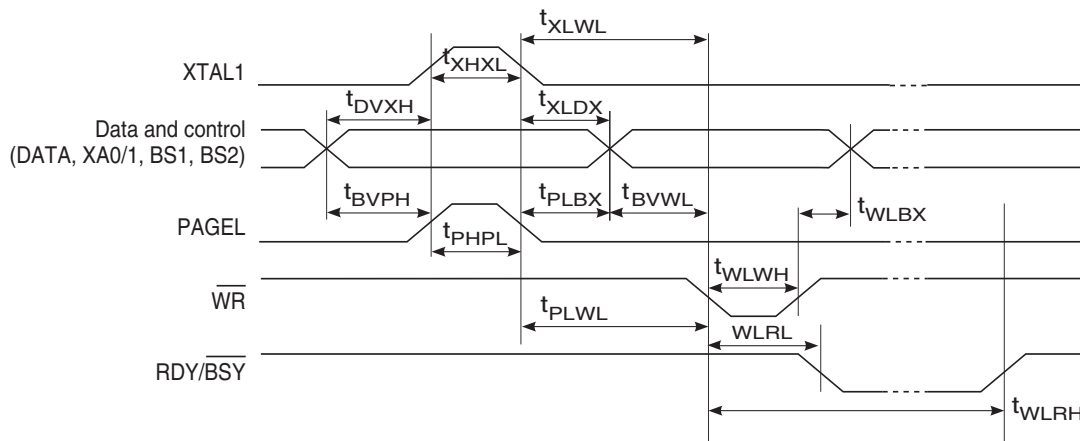 tXLWL
XTAL1
tXHXL
tDVXH
tXLDX
Data and control
(DATA, XA0/1, BS1, BS2)
tBVPH
tPLBX
tBVWL
tWLBX
PAGEL
tPHPL
tWLWH
WR
tPLWL
WLRL
RDY/BSY
tWLRH